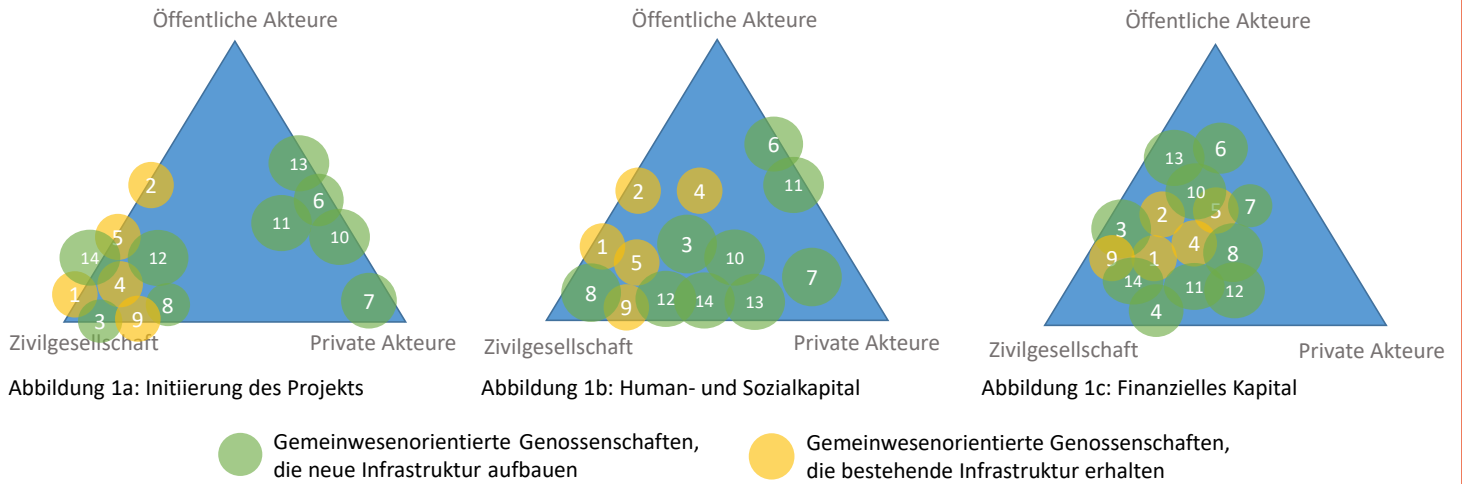 Öffentliche Akteure
13
2
6
11
10
5
14
12
4
1
8
7
3
9
Zivilgesellschaft
Private Akteure
Abbildung 1a: Initiierung des Projekts
Öffentliche Akteure
6
2
4
11
1
3
5
10
7
8
12
14
13
9
Zivilgesellschaft
Private Akteure
Abbildung 1b: Human- und Sozialkapital
Öffentliche Akteure
13
6
10
2
5
7
3
4
8
9
1
14
11
12
4
Zivilgesellschaft
Private Akteure
Abbildung 1c: Finanzielles Kapital
Gemeinwesenorientierte Genossenschaften,
die neue Infrastruktur aufbauen
Gemeinwesenorientierte Genossenschaften,
die bestehende Infrastruktur erhalten